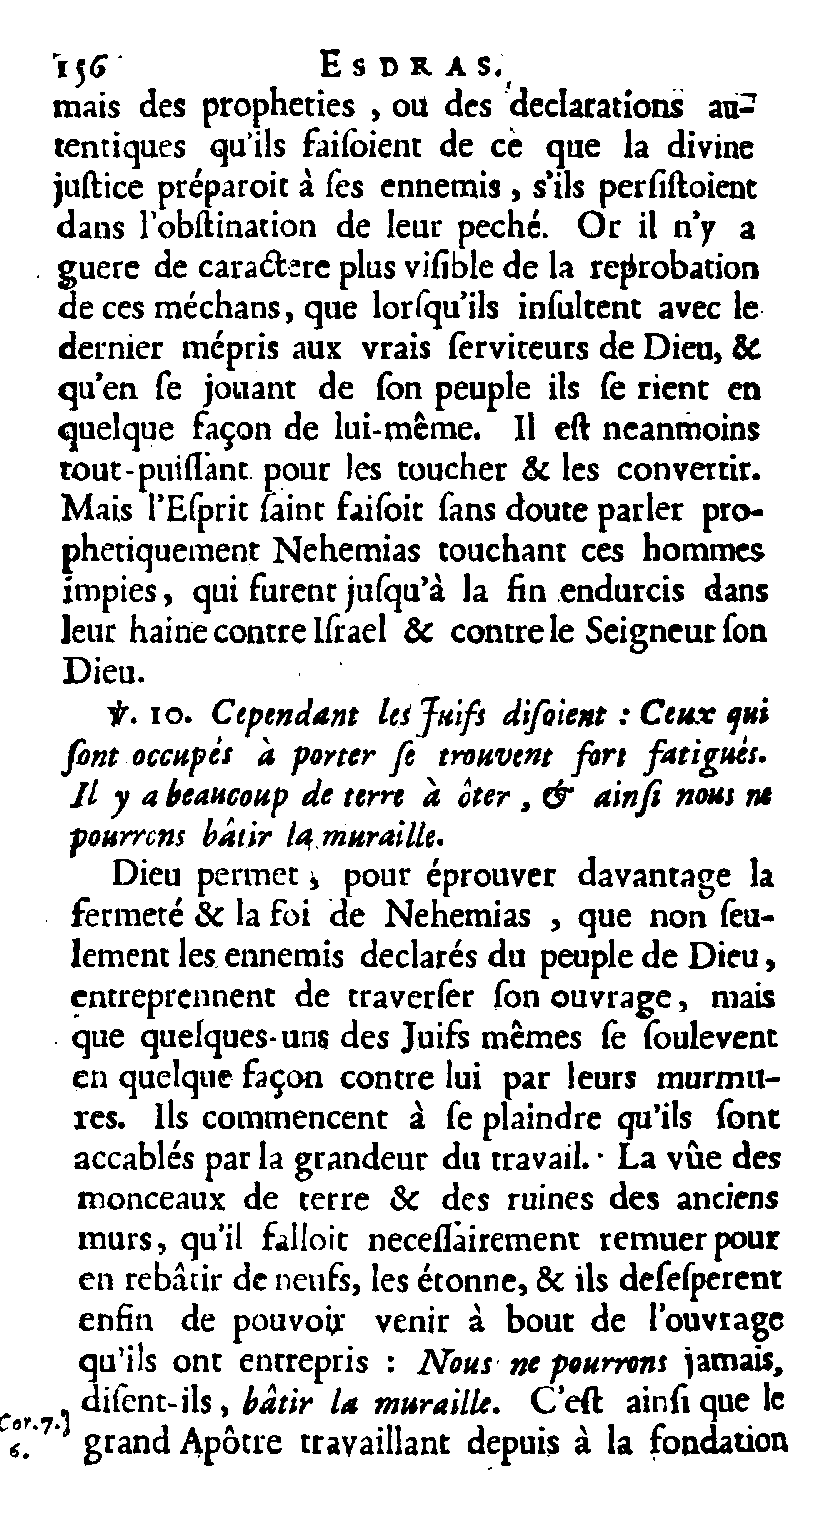 156 ESDRAS.
mais des propheties , ou des declarations au-
tentiques qu'ils faiſoient de ce que la divine
juſtice préparoit à ſes ennemis , s'ils perſiſtoient
dans l'obſtination de leur peché. Or il n'y a
guere de caractere plus viſible de la reprobation
de ces méchans, que lorſqu'ils inſultent avec le
dernier mépris aux vrais ſerviteurs de Dieu, &
qu'en ſe jouant de ſon peuple ils ſe rient en
quelque façon de lui-même. Il eſt neanmoins
tout-puiſſant pour les toucher & les convertir.
Mais l'Eſprit ſaint faiſoit ſans doute parler pro-
phetiquement Nehemias touchant ces hommes
impies, qui furent juſqu'à la fin endurcis dans
leur haine contre Iſrael & contre le Seigneur ſon
Dieu.
℣. 10. Cependant les Juifs diſoient : Ceux qui
ſont occupés à porter ſe trouvent fort fatigués.
Il y a beaucoup de terre à ôter , & ainſi nous ne
pourrons bâtir la muraille.
Dieu permet , pour éprouver davantage la
fermeté & la foi de Nehemias , que non ſeu-
lement les ennemis declarés du peuple de Dieu,
entreprennent de traverſer ſon ouvrage, mais
que quelques-uns des Juifs mêmes ſe ſoulevent
en quelque façon contre lui par leurs murmu-
res. Ils commencent à ſe plaindre qu'ils ſont
accablés par la grandeur du travail. La vûe des
monceaux de terre & des ruines des anciens
murs, qu'il falloit neceſſairement remuer pour
en rebâtir de neufs, les étonne, & ils deſeſperent
enfin de pouvoir venir à bout de l'ouvrage
qu'ils ont entrepris : Nous ne pourrons jamais,
diſent-ils, bâtir la muraille. C'eſt ainſi que le
Cor. 7.
6.
grand Apôtre travaillant depuis à la fondation